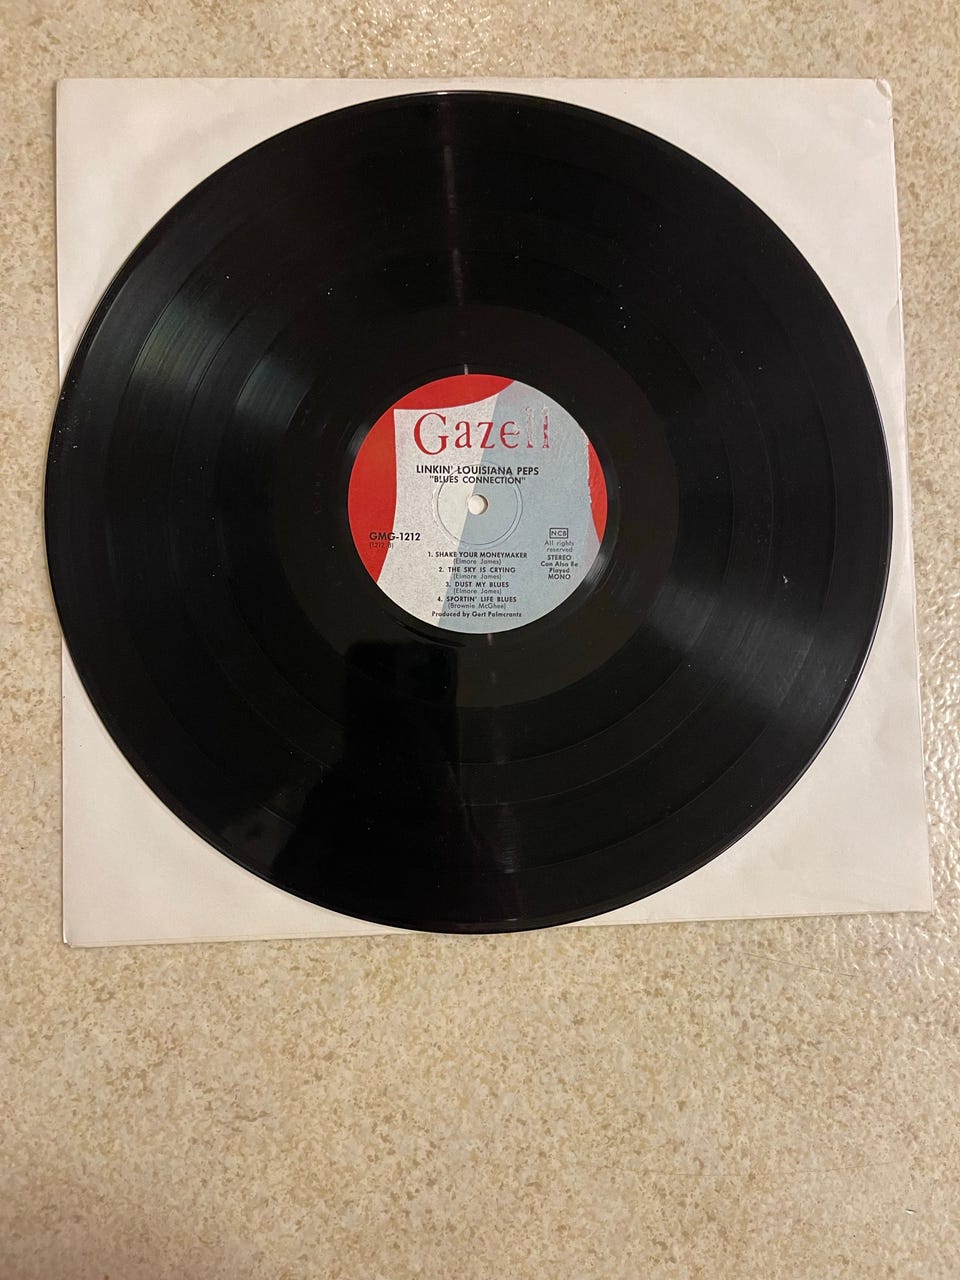 Gazell
LINKIN' LOUISIANA PEPS
"BLUES CONNECTION"
GMG-1212
(1212 B)
1. SHAKE YOUR MONEYMAKER
(Elmore James)
2. THE SKY IS CRYING
(Elmore James)
3. DUST MY BLUES
(Elmore James)
4. SPORTIN' LIFE BLUES
(Brownie McGhee)
Produced by Gert Palmcrantz
NCB
All rights
reserved
STEREO
Can Also Be
Played
MONO